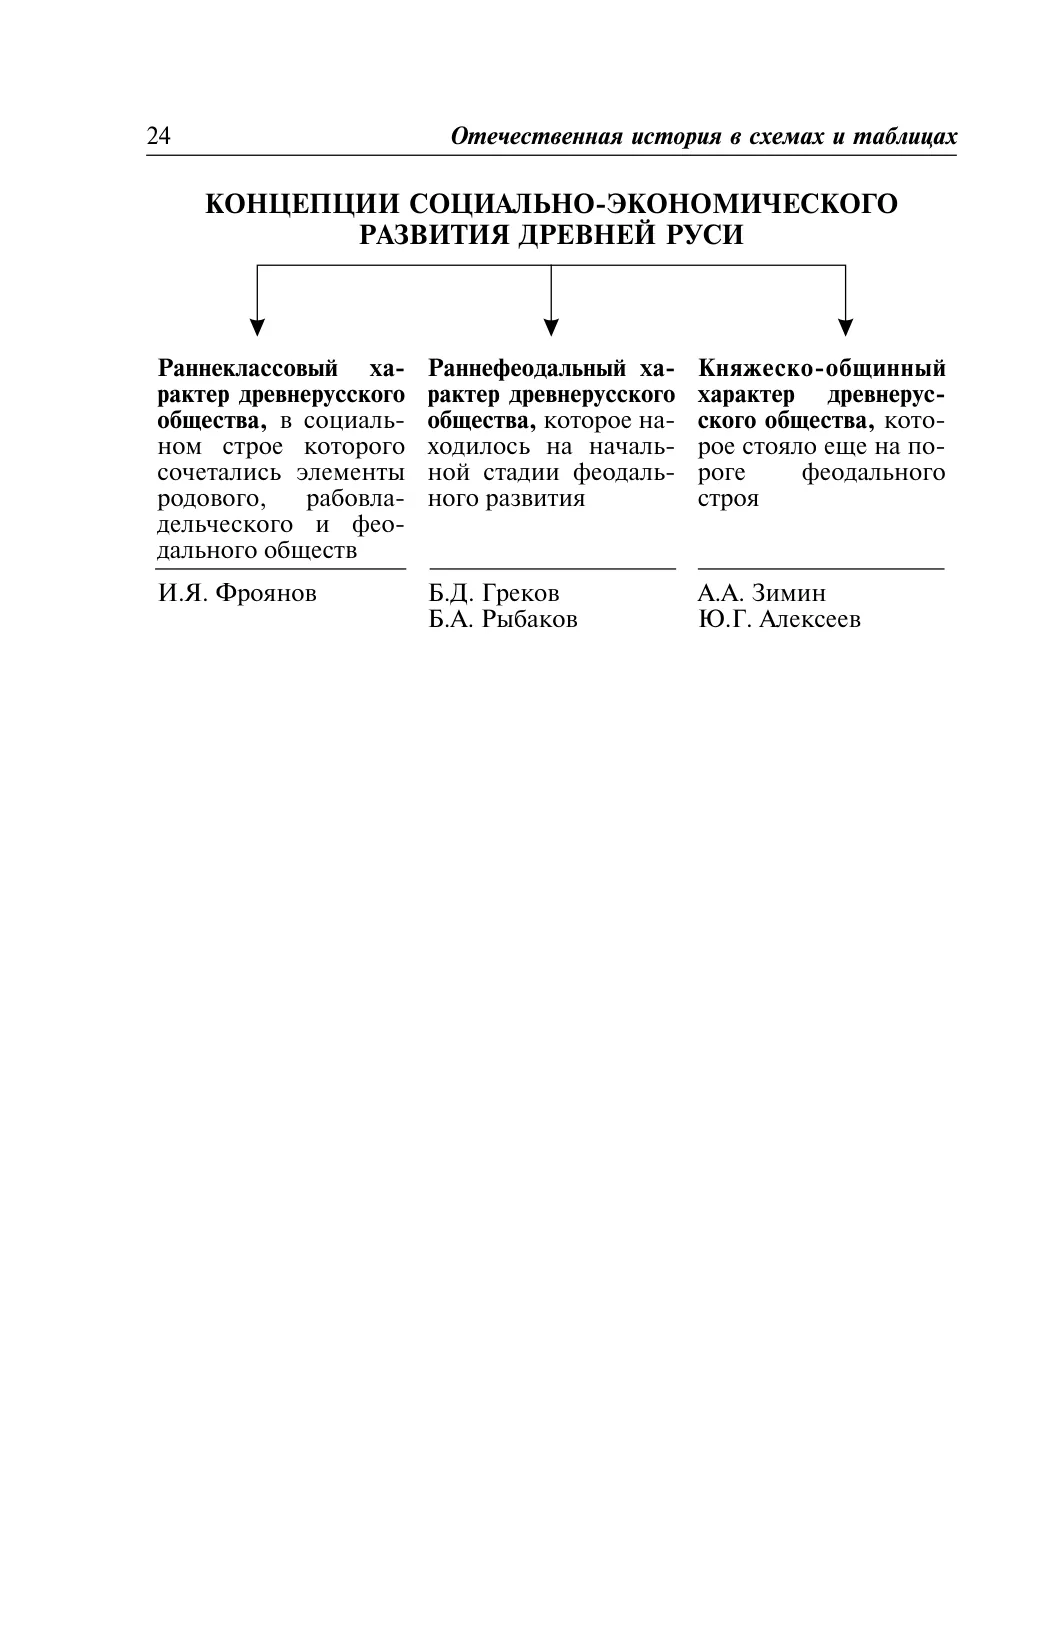 24 Отечественная история в схемах и таблицах
КОНЦЕПЦИИ СОЦИАЛЬНО-ЭКОНОМИЧЕСКОГО
РАЗВИТИЯ ДРЕВНЕЙ РУСИ
Раннеклассовый ха-
рактер древнерусского
общества, в социаль-
ном строе которого
сочетались элементы
родового, рабовла-
дельческого и фео-
дального обществ
И.Я. Фроянов
Раннефеодальный ха-
рактер древнерусского
общества, которое на-
ходилось на началь-
ной стадии феодаль-
ного развития
Б.Д. Греков
Б.А. Рыбаков
Княжеско-общинный
характер древнерус-
ского общества, кото-
рое стояло еще на по-
роге феодального
строя
А.А. Зимин
Ю.Г. Алексеев